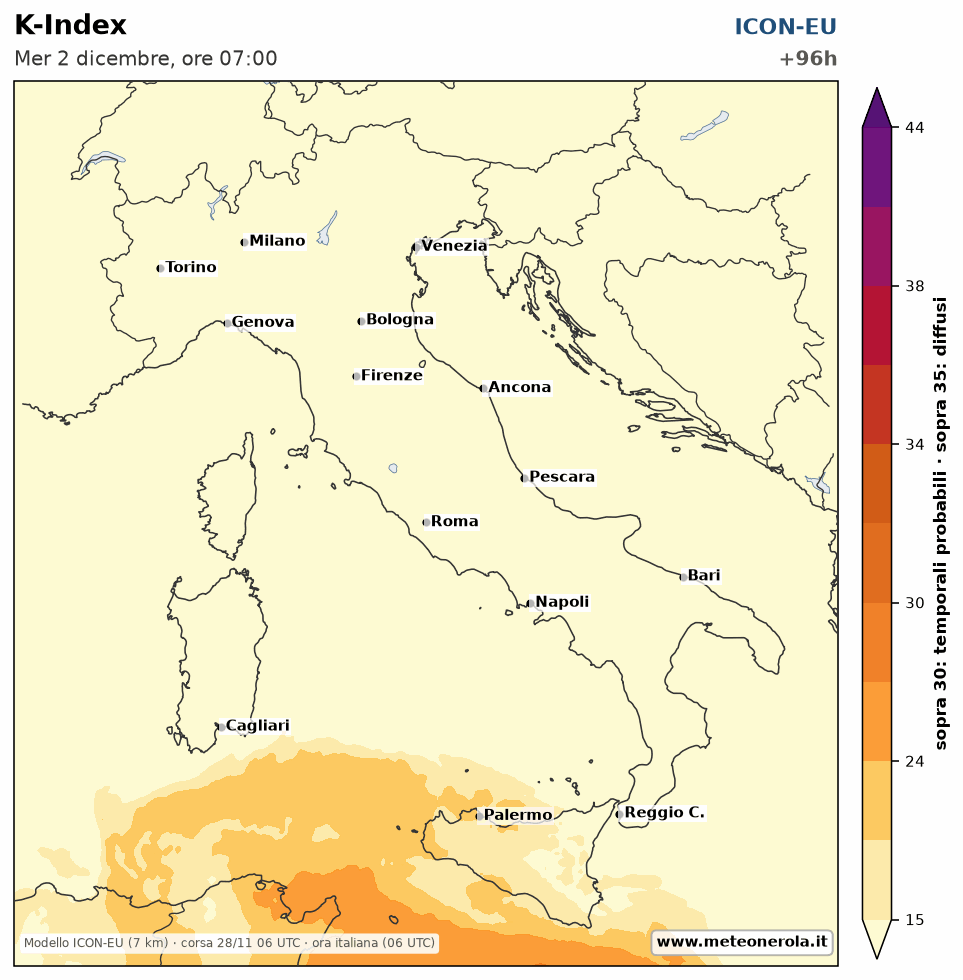 K-Index
ICON-EU
Mer 2 dicembre, ore 07:00
+96h
44
Milano
Venezia
Torino
38
Genova
Bologna
Firenze
Ancona
34
Pescara
Roma
Bari
30
Napoli
Cagliari
24
Palermo
Reggio C.
15
sopra 30: temporali probabili · sopra 35: diffusi
Modello ICON-EU (7 km) · corsa 28/11 06 UTC · ora italiana (06 UTC)
www.meteonerola.it